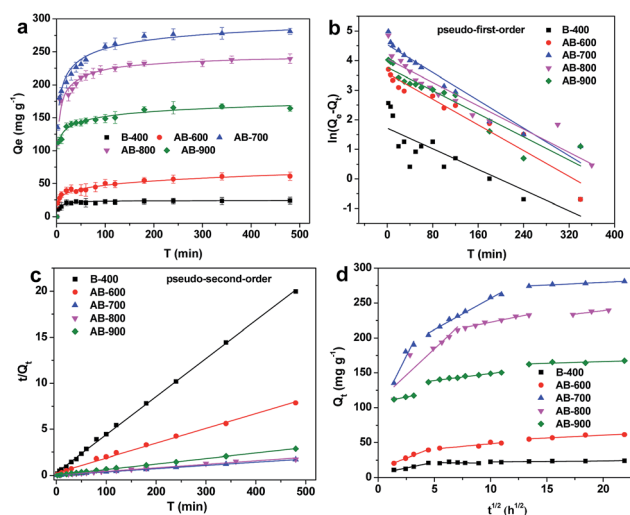 a
Qe (mg g⁻¹)
300
250
200
150
100
50
0
B-400 AB-600 AB-700
AB-800 AB-900
0 100 200 300 400 500
T (min)
b
pseudo-first-order
ln(Qe-Qt)
5
4
3
2
1
0
-1
B-400
AB-600
AB-700
AB-800
AB-900
0 80 160 240 320 400
T (min)
c
pseudo-second-order
t/Qt
20
15
10
5
0
B-400
AB-600
AB-700
AB-800
AB-900
0 100 200 300 400 500
T (min)
d
Qt (mg g⁻¹)
300
250
200
150
100
50
0
B-400
AB-600
AB-700
AB-800
AB-900
0 5 10 15 20
t¹/² (h¹/²)